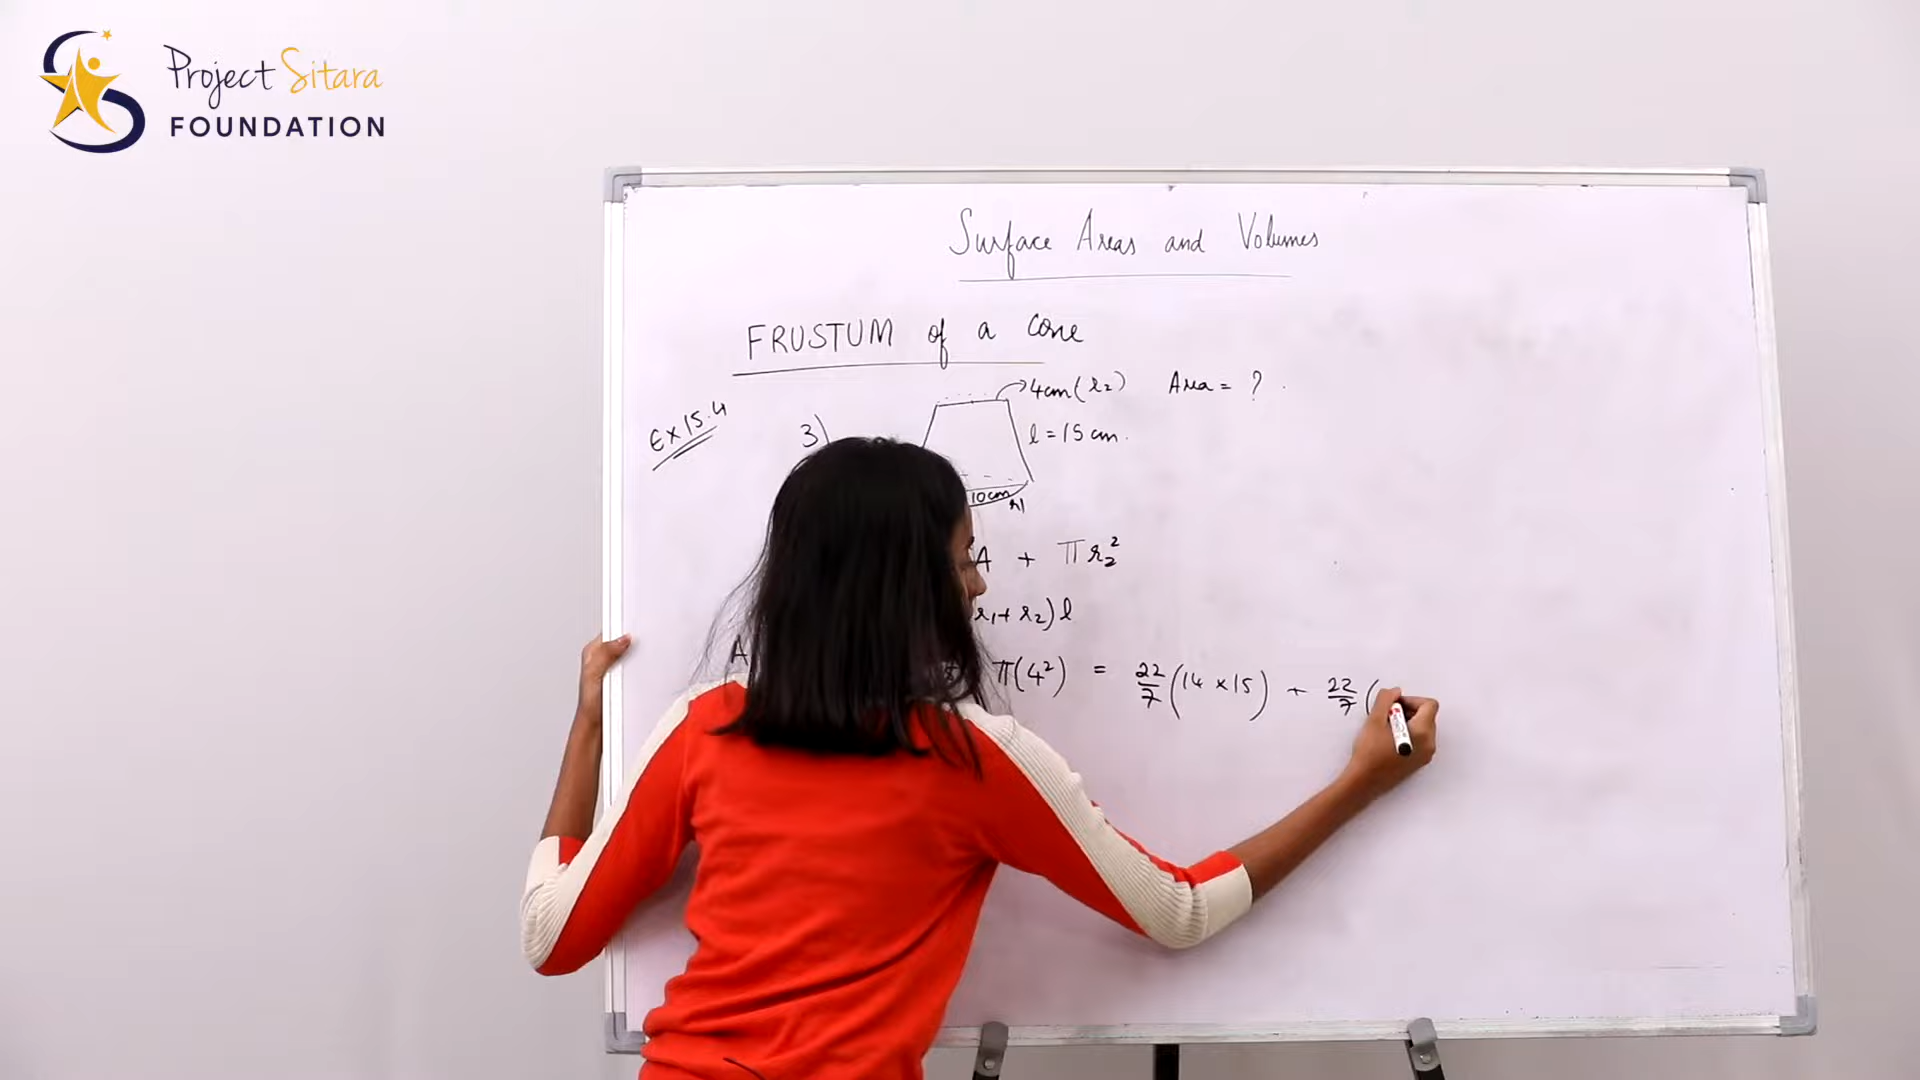 Project Sitara
FOUNDATION
Surface Areas and Volumes
FRUSTUM of a cone
Ex 15.4
3)
4cm (r₂) Area = ?
l = 15 cm.
10cm
r1
A + πr₂²
r₁+ r₂) l
A
π(4²) = 22/7 (14 × 15) + 22/7 (